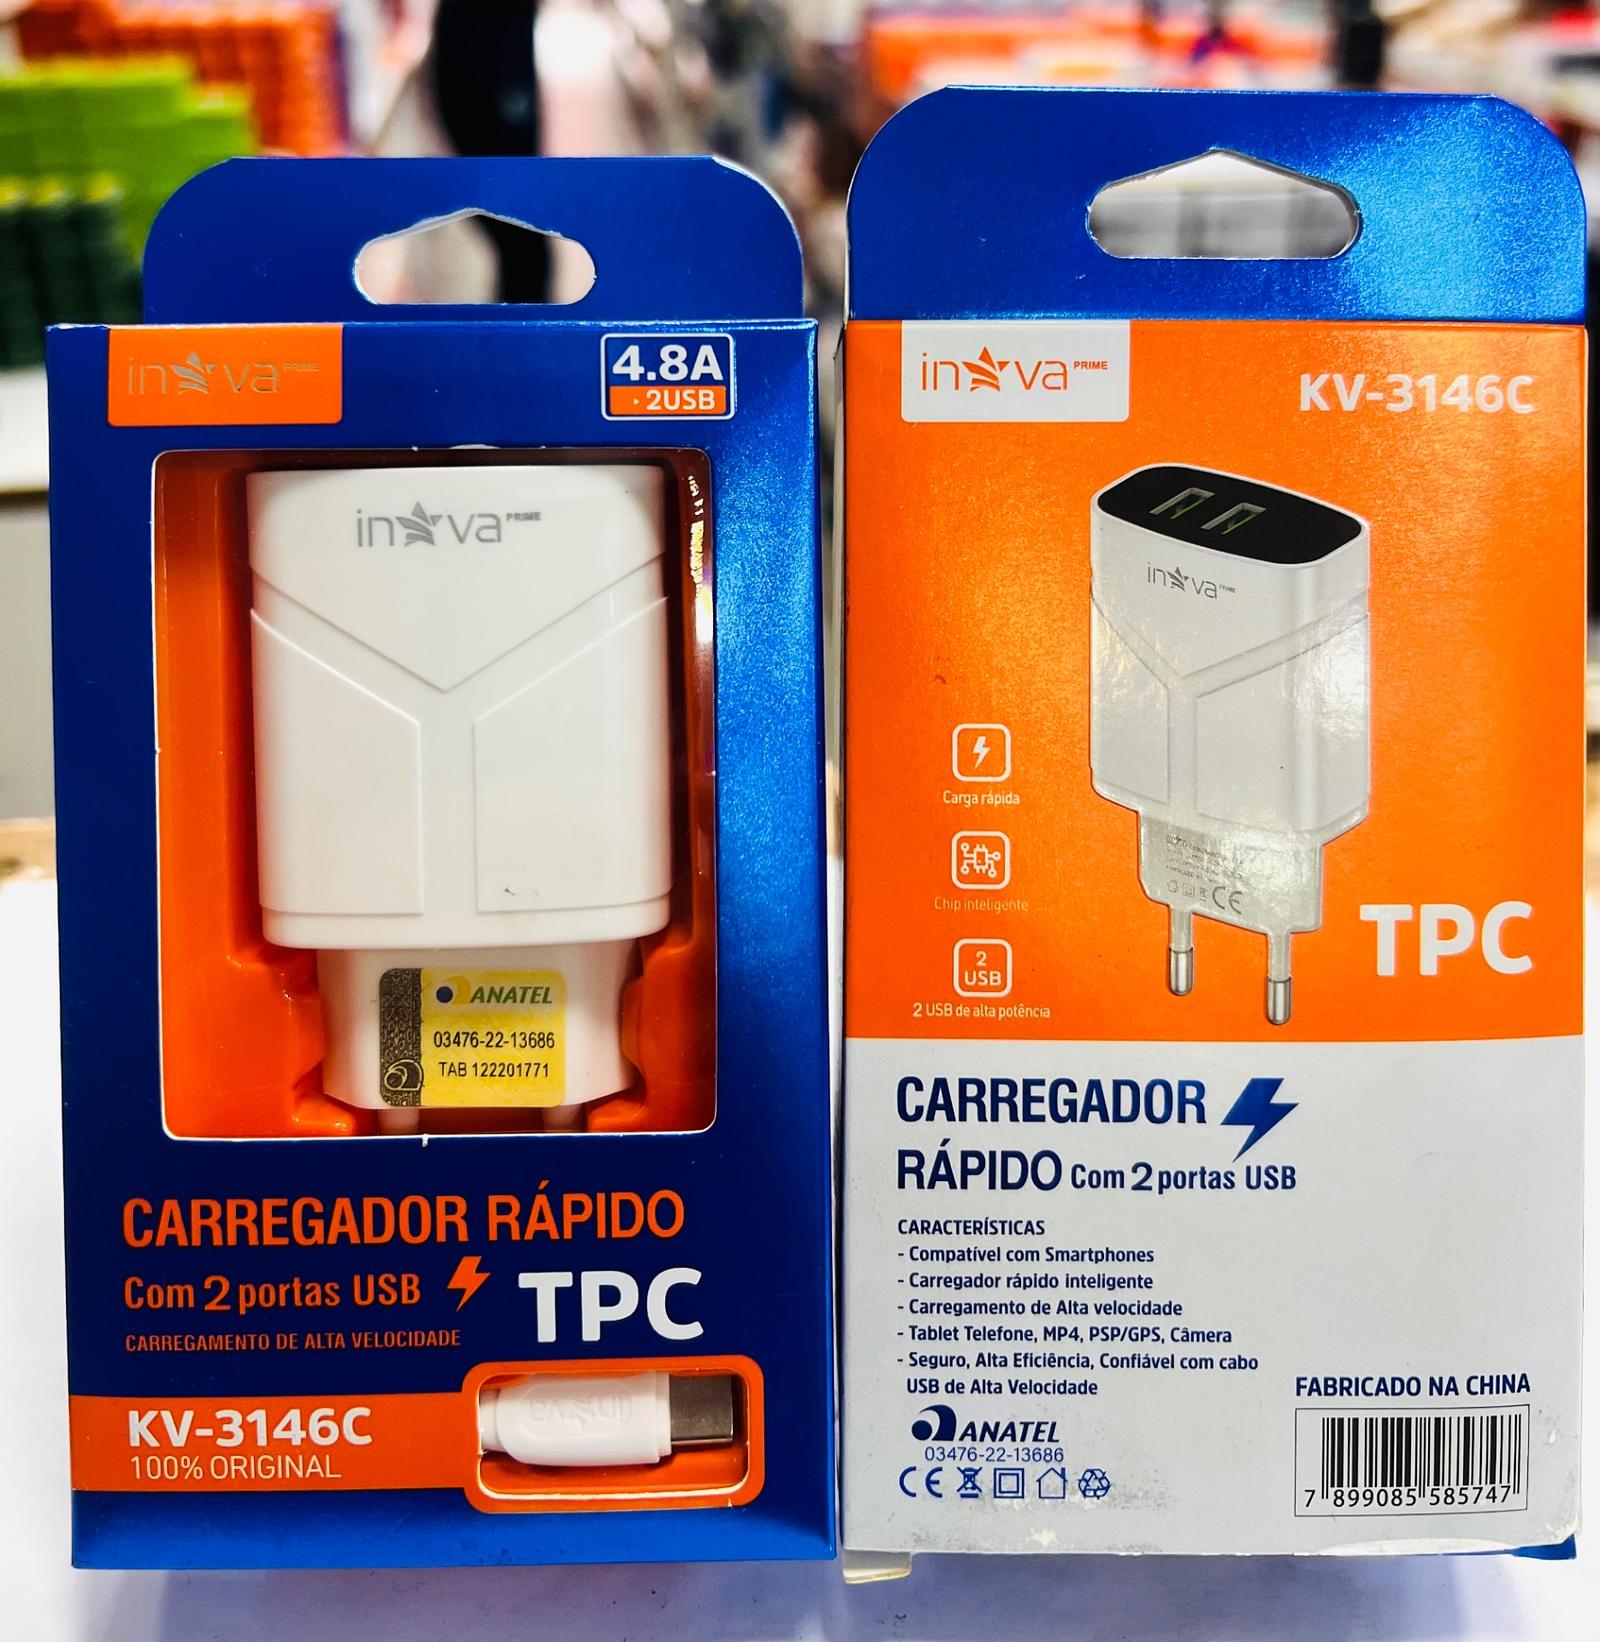 inova PRIME
4.8A
2USB
inova PRIME
ANATEL
03476-22-13686
TAB 122201771
CARREGADOR RÁPIDO
Com 2 portas USB
TPC
CARREGAMENTO DE ALTA VELOCIDADE
KV-3146C
100% ORIGINAL
inova
inova PRIME
KV-3146C
inova PRIME
Carga rápida
Chip inteligente
2
USB
2 USB de alta potência
CE
TPC
CARREGADOR
RÁPIDO Com 2 portas USB
CARACTERÍSTICAS
- Compatível com Smartphones
- Carregador rápido inteligente
- Carregamento de Alta velocidade
- Tablet Telefone, MP4, PSP/GPS, Câmera
- Seguro, Alta Eficiência, Confiável com cabo
USB de Alta Velocidade
FABRICADO NA CHINA
ANATEL
03476-22-13686
CE
7 899085 585747